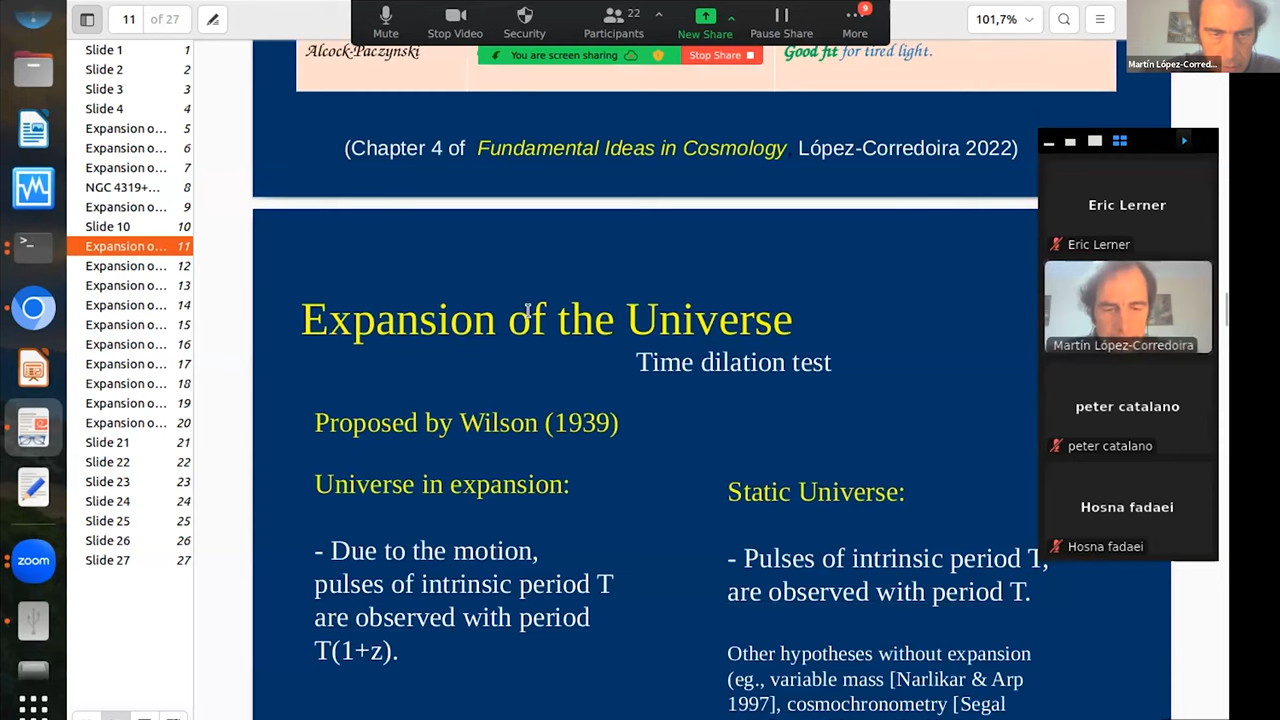 11 of 27
Mute
Stop Video
Security
22
Participants
New Share
Pause Share
9
More
101,7%
Martín López-Corred...
You are screen sharing
Stop Share
Slide 1 1
Slide 2 2
Slide 3 3
Slide 4 4
Expansion o... 5
Expansion o... 6
Expansion o... 7
NGC 4319+... 8
Expansion o... 9
Slide 10 10
Expansion o... 11
Expansion o... 12
Expansion o... 13
Expansion o... 14
Expansion o... 15
Expansion o... 16
Expansion o... 17
Expansion o... 18
Expansion o... 19
Expansion o... 20
Slide 21 21
Slide 22 22
Slide 23 23
Slide 24 24
Slide 25 25
Slide 26 26
Slide 27 27
zoom
Alcock-Paczynski
Good fit for tired light.
(Chapter 4 of Fundamental Ideas in Cosmology, López-Corredoira 2022)
Expansion of the Universe
Time dilation test
Proposed by Wilson (1939)
Universe in expansion:
- Due to the motion,
pulses of intrinsic period T
are observed with period
T(1+z).
Static Universe:
- Pulses of intrinsic period T,
are observed with period T.
Other hypotheses without expansion
(eg., variable mass [Narlikar & Arp
1997], cosmochronometry [Segal
Eric Lerner
Eric Lerner
Martín López-Corredoira
peter catalano
peter catalano
Hosna fadaei
Hosna fadaei